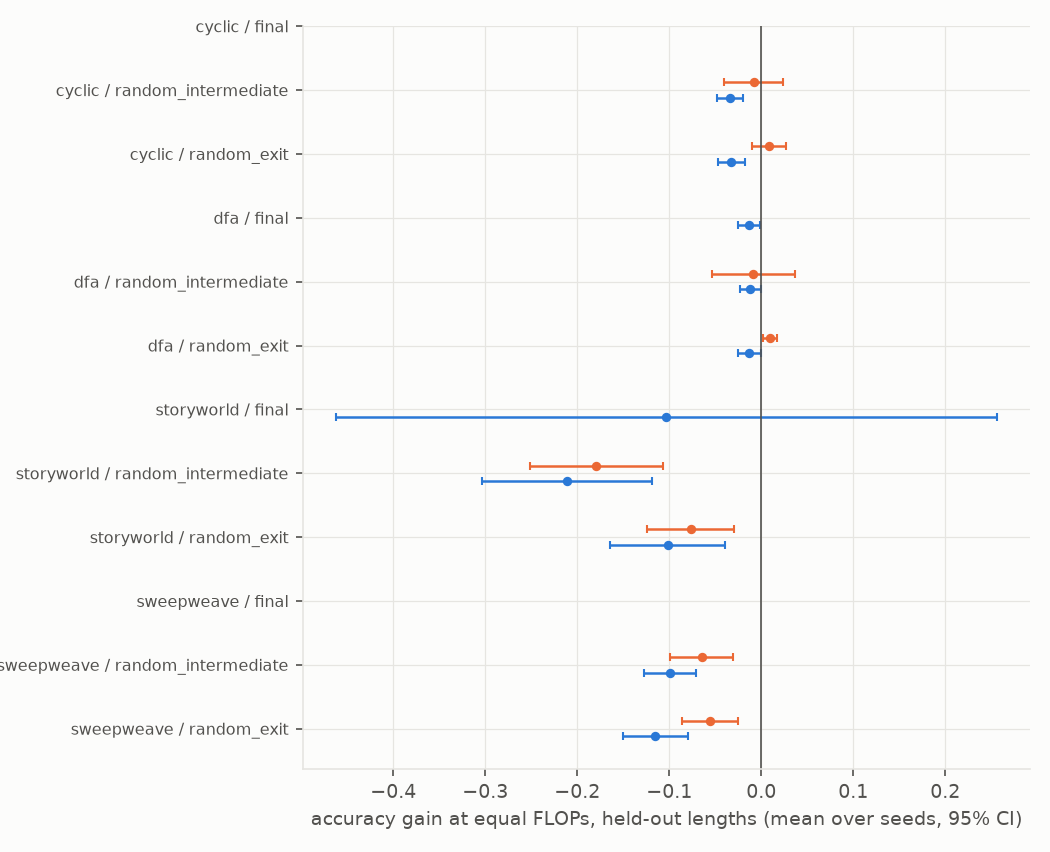 cyclic / final
cyclic / random_intermediate
cyclic / random_exit
dfa / final
dfa / random_intermediate
dfa / random_exit
storyworld / final
storyworld / random_intermediate
storyworld / random_exit
sweepweave / final
sweepweave / random_intermediate
sweepweave / random_exit
−0.4 −0.3 −0.2 −0.1 0.0 0.1 0.2
accuracy gain at equal FLOPs, held-out lengths (mean over seeds, 95% CI)